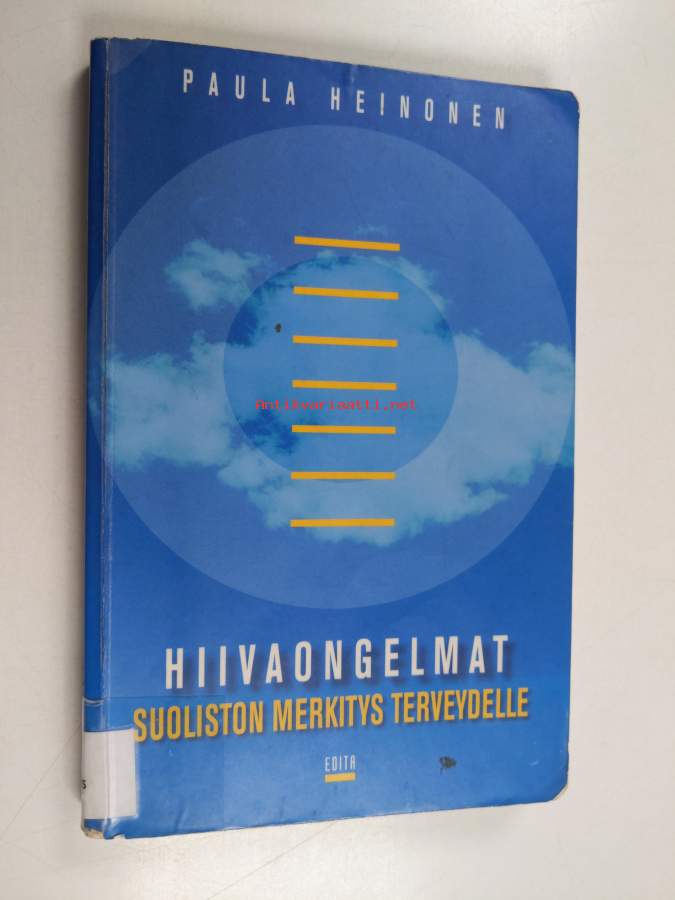 PAULA HEINONEN
Antikvariaatti.net
HIIVAONGELMAT
SUOLISTON MERKITYS TERVEYDELLE
EDITA
S